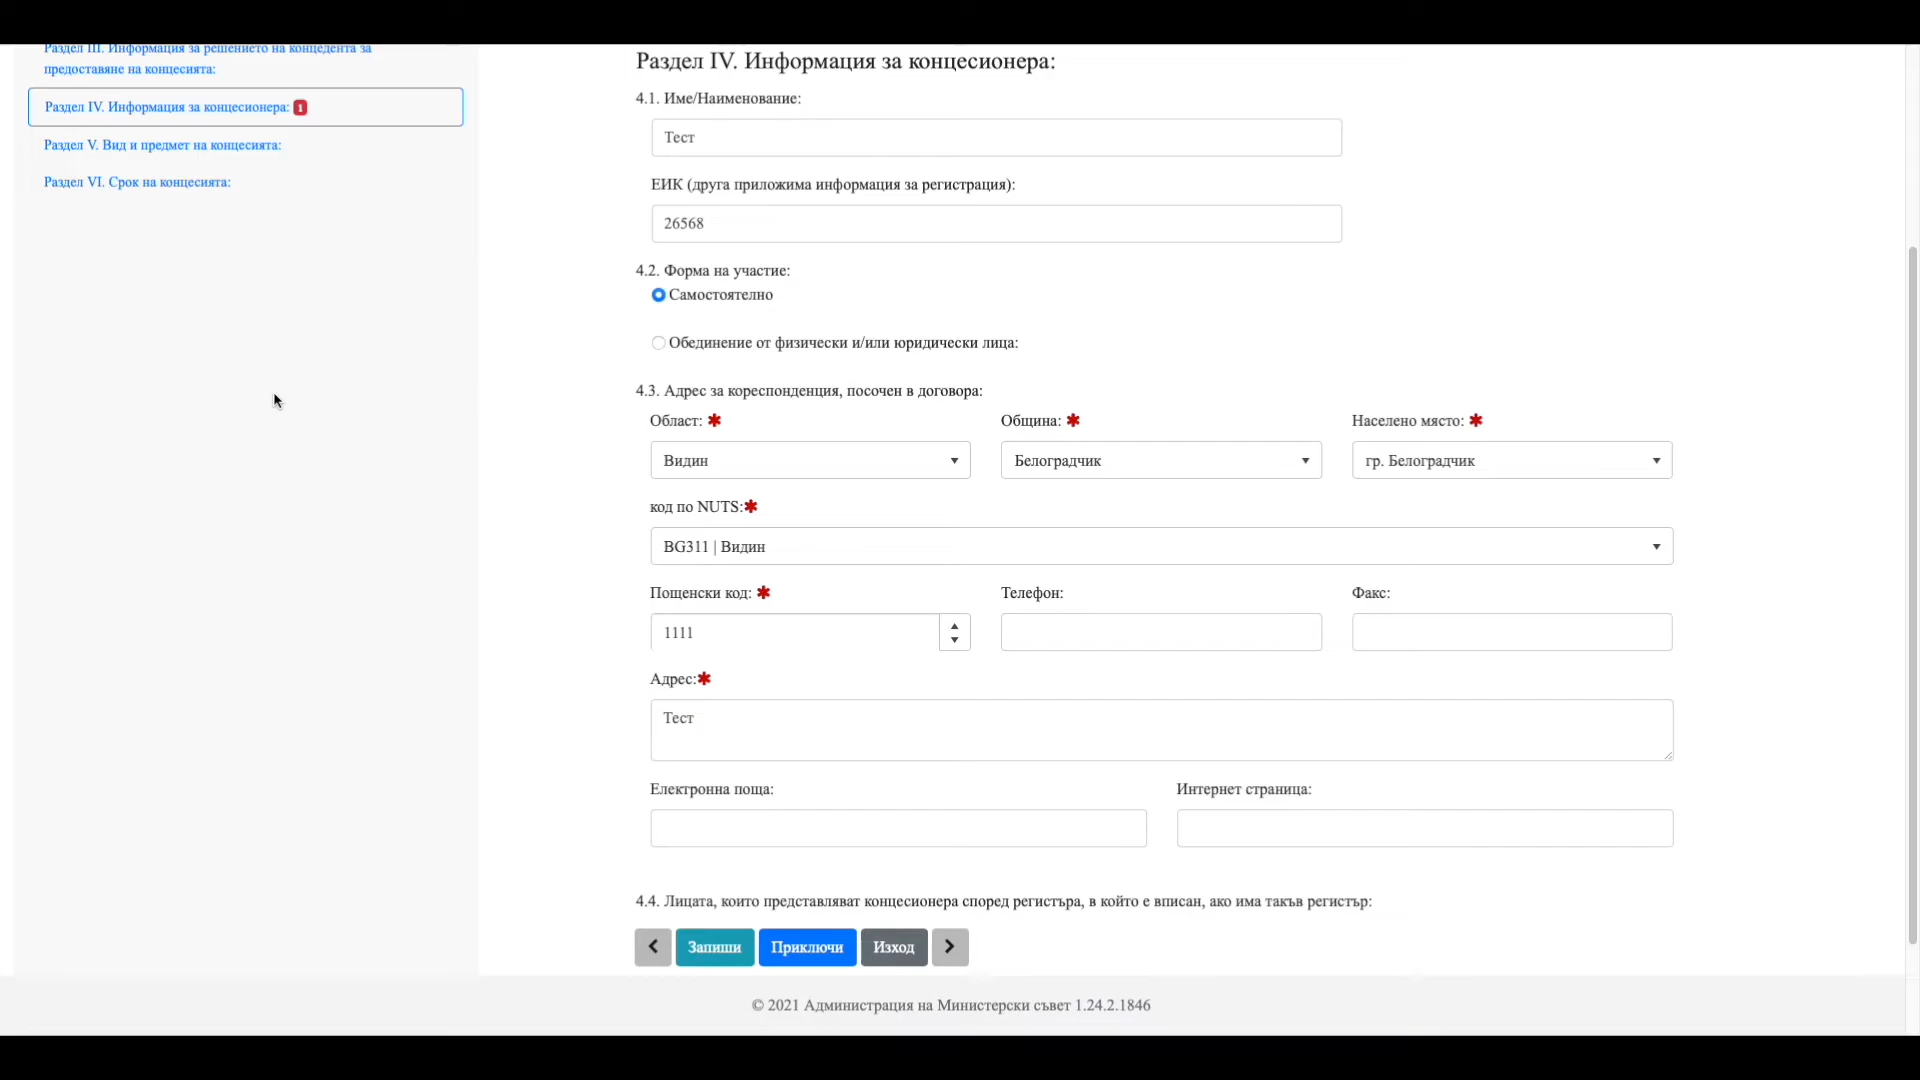 Раздел III. Информация за решението на концедента за
предоставяне на концесията:
Раздел IV. Информация за концесионера: 1
Раздел V. Вид и предмет на концесията:
Раздел VI. Срок на концесията:
Раздел IV. Информация за концесионера:
4.1. Име/Наименование:
Тест
ЕИК (друга приложима информация за регистрация):
26568
4.2. Форма на участие:
Самостоятелно
Обединение от физически и/или юридически лица:
4.3. Адрес за кореспонденция, посочен в договора:
Област: ✱ Община: ✱ Населено място: ✱
Видин Белоградчик гр. Белоградчик
код по NUTS:✱
BG311 | Видин
Пощенски код: ✱ Телефон: Факс:
1111
Адрес:✱
Тест
Електронна поща: Интернет страница:
4.4. Лицата, които представляват концесионера според регистъра, в който е вписан, ако има такъв регистър:
Запиши Приключи Изход
© 2021 Администрация на Министерски съвет 1.24.2.1846